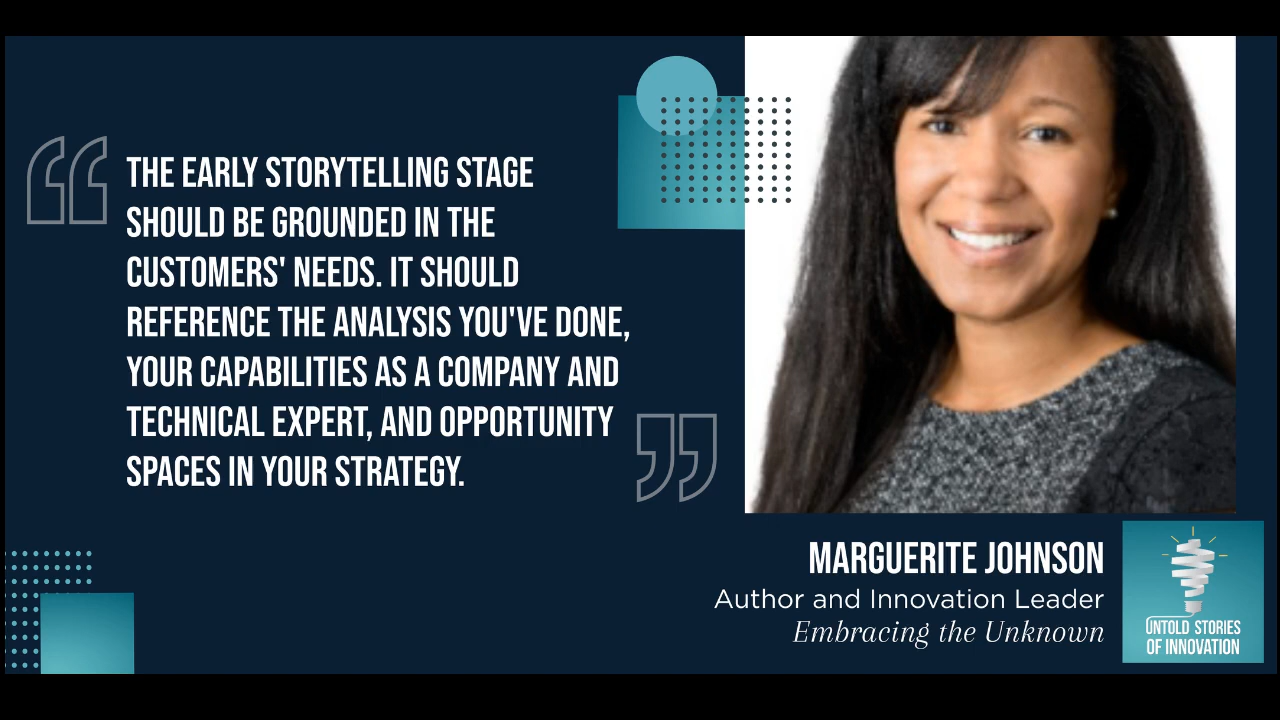 THE EARLY STORYTELLING STAGE
SHOULD BE GROUNDED IN THE
CUSTOMERS' NEEDS. IT SHOULD
REFERENCE THE ANALYSIS YOU'VE DONE,
YOUR CAPABILITIES AS A COMPANY AND
TECHNICAL EXPERT, AND OPPORTUNITY
SPACES IN YOUR STRATEGY.
MARGUERITE JOHNSON
Author and Innovation Leader
Embracing the Unknown
UNTOLD STORIES
OF INNOVATION